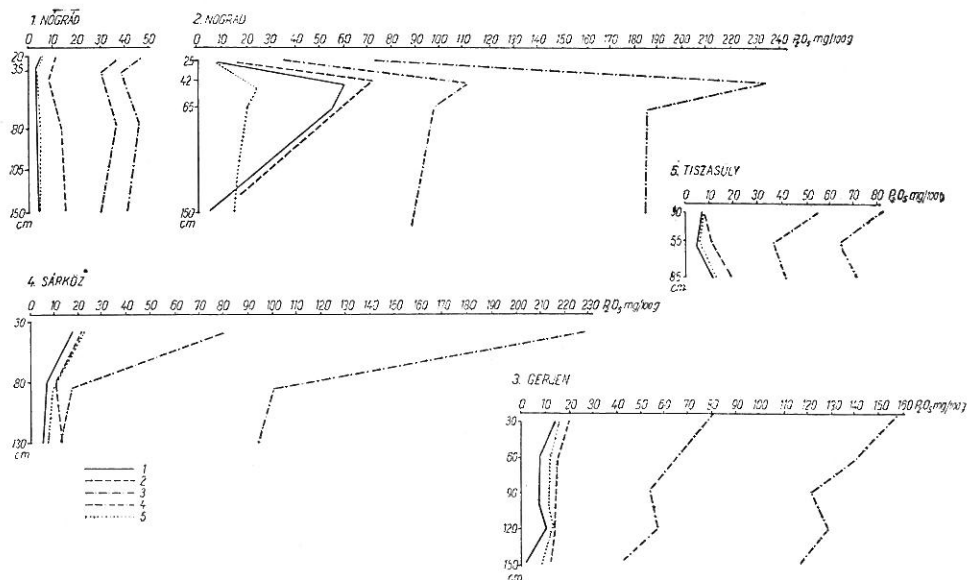 1. NÓGRÁD
0 10 20 30 40 50
20
35
80
105
150
cm
2. NÓGRÁD
0 10 20 30 40 50 60 70 80 90 100 110 120 130 140 150 160 170 180 190 200 210 220 230 240 P₂O₅ mg/100g
25
42
65
150
cm
5. TISZASÜLY
0 10 20 30 40 50 60 70 80 P₂O₅ mg/100g
30
55
85
cm
4. SÁRKÖZ
0 10 20 30 40 50 60 70 80 90 100 110 120 130 140 150 160 170 180 190 200 210 220 230 P₂O₅ mg/100g
30
80
130
cm
3. GERJEN
0 10 20 30 40 50 60 70 80 90 100 110 120 130 140 150 160 P₂O₅ mg/100g
30
60
90
120
150
cm
1
2
3
4
5